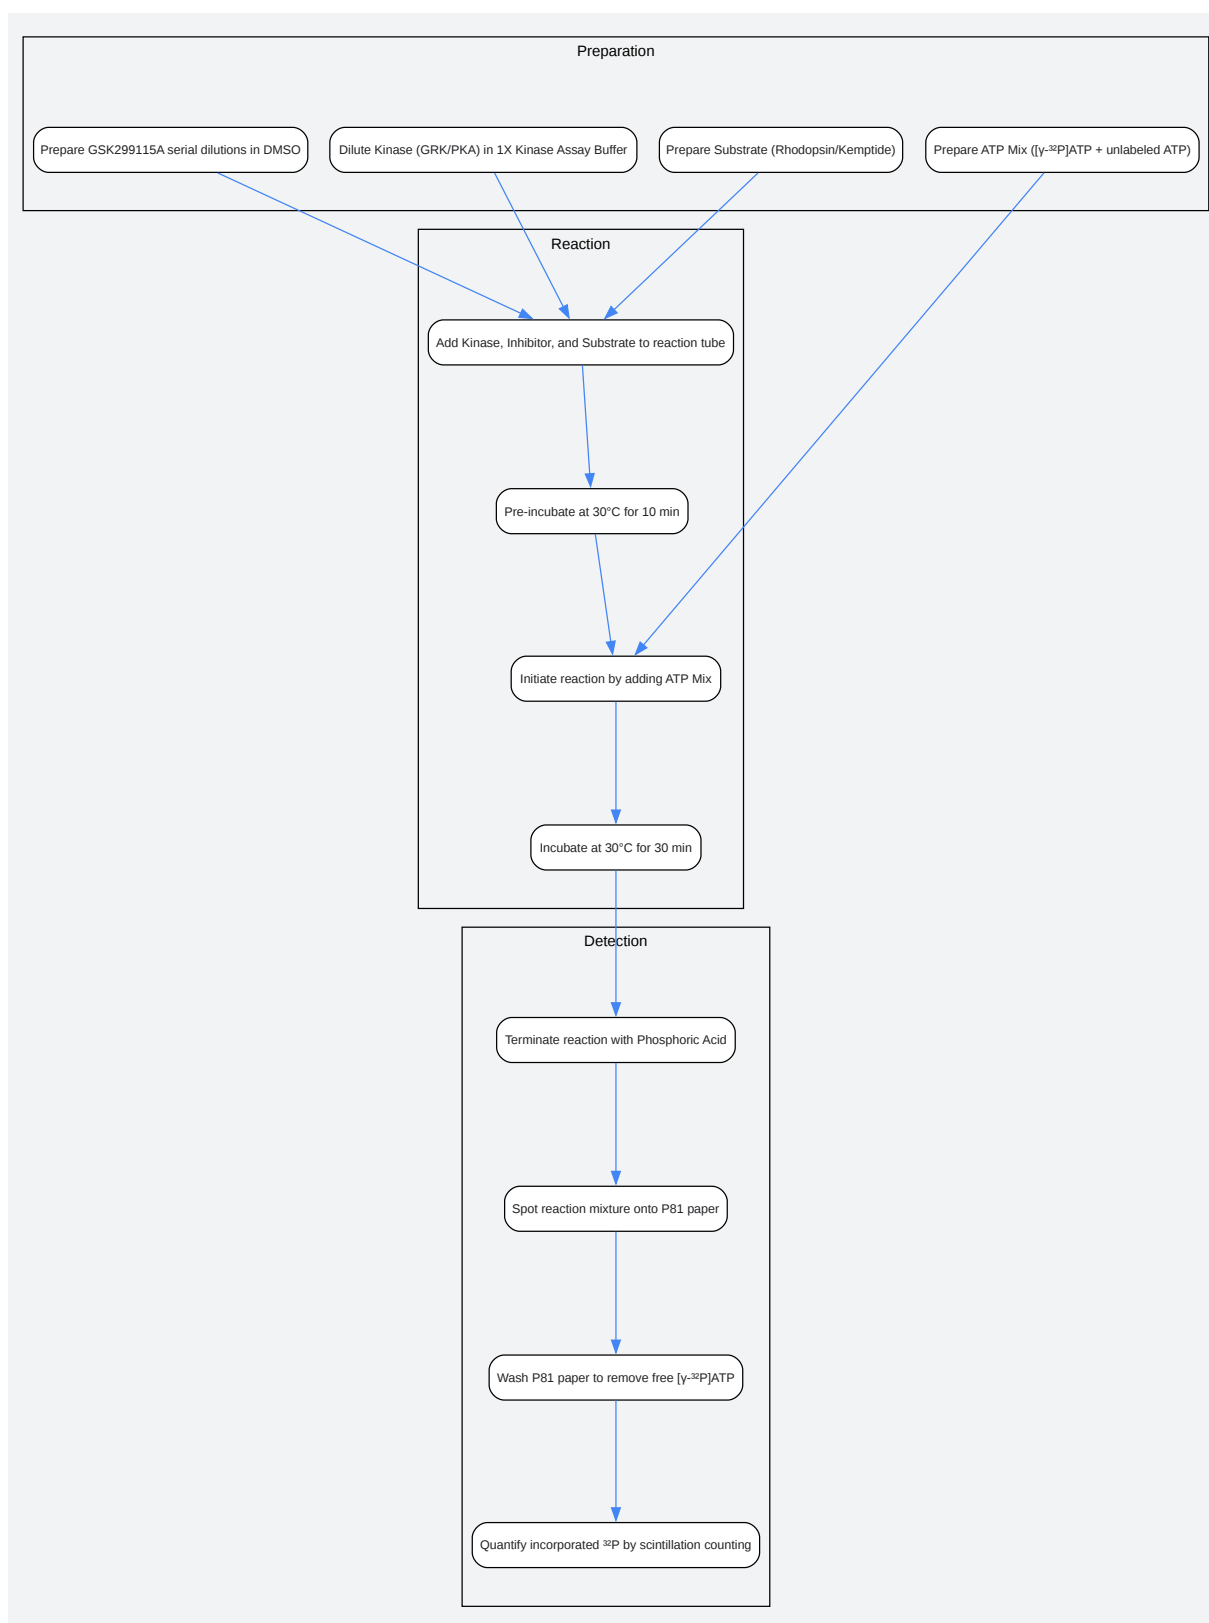 Preparation
Prepare GSK299115A serial dilutions in DMSO
Dilute Kinase (GRK/PKA) in 1X Kinase Assay Buffer
Prepare Substrate (Rhodopsin/Kemptide)
Prepare ATP Mix ([γ-³²P]ATP + unlabeled ATP)
Reaction
Add Kinase, Inhibitor, and Substrate to reaction tube
Pre-incubate at 30°C for 10 min
Initiate reaction by adding ATP Mix
Incubate at 30°C for 30 min
Detection
Terminate reaction with Phosphoric Acid
Spot reaction mixture onto P81 paper
Wash P81 paper to remove free [γ-³²P]ATP
Quantify incorporated ³²P by scintillation counting